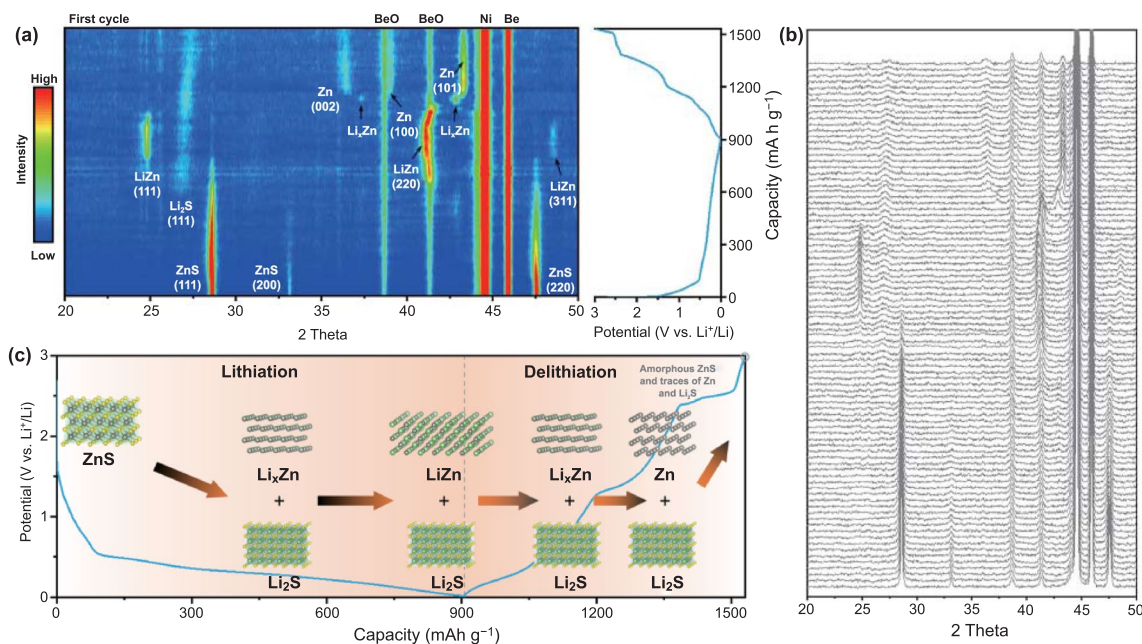 (a)
First cycle
BeO
BeO
Ni
Be
High
Intensity
Low
Zn
(002)
LiₓZn
Zn
(100)
Zn
(101)
LiₓZn
LiZn
(111)
Li₂S
(111)
LiZn
(220)
LiZn
(311)
ZnS
(111)
ZnS
(200)
ZnS
(220)
20
25
30
35
40
45
50
2 Theta
1500
1200
900
600
300
0
Capacity (mA h g⁻¹)
3
2
1
0
Potential (V vs. Li⁺/Li)
(b)
20
25
30
35
40
45
50
2 Theta
(c)
3
2
1
0
Potential (V vs. Li⁺/Li)
Lithiation
Delithiation
Amorphous ZnS
and traces of Zn
and Li₂S
ZnS
LiₓZn
+
Li₂S
LiZn
+
Li₂S
LiₓZn
+
Li₂S
Zn
+
Li₂S
0
300
600
900
1200
1500
Capacity (mAh g⁻¹)